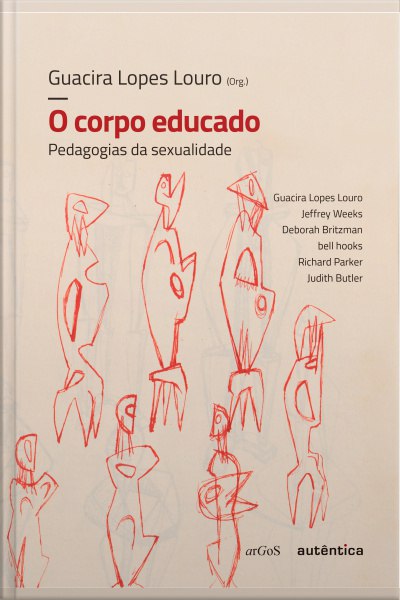 Guacira Lopes Louro (Org.)
O corpo educado
Pedagogias da sexualidade
Guacira Lopes Louro
Jeffrey Weeks
Deborah Britzman
bell hooks
Richard Parker
Judith Butler
arGoS
autêntica